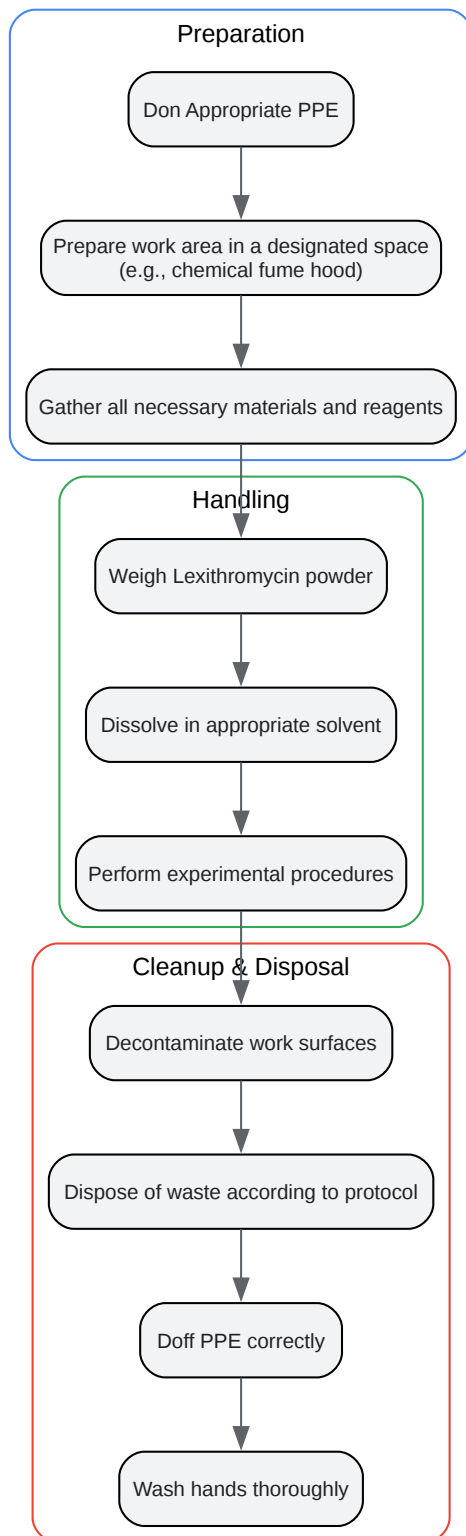 Preparation
Don Appropriate PPE
Prepare work area in a designated space
(e.g., chemical fume hood)
Gather all necessary materials and reagents
Handling
Weigh Lexithromycin powder
Dissolve in appropriate solvent
Perform experimental procedures
Cleanup & Disposal
Decontaminate work surfaces
Dispose of waste according to protocol
Doff PPE correctly
Wash hands thoroughly